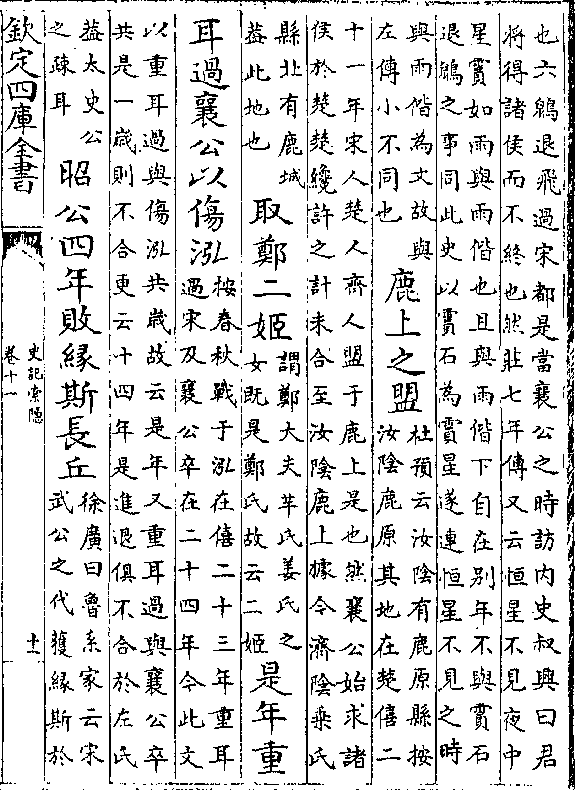 也六鶂退飛過宋都是當襄公之時訪内史叔興曰君
將得諸侯而不終也然莊七年傳又云恒星不見夜中
星霣如雨與雨偕也且與雨偕下自在别年不與霣石
退鶂之事同此史以霣石為霣星遂連恒星不見之時
與雨偕為文故與
左傳小不同也
鹿上之盟
杜預云汝陰有鹿原縣按
汝陰鹿原其地在楚僖二
十一年宋人楚人齊人盟于鹿上是也然襄公始求諸
侯於楚楚纔許之計未合至汝陰鹿上據今濟陰乘氏
縣北有鹿城
葢此地也
取鄭二姬
謂鄭大夫芉氏姜氏之
女既是鄭氏故云二姬
是年重
耳過襄公以傷泓
按春秋戰于泓在僖二十三年重耳
過宋及襄公卒在二十四年今此文
以重耳過與傷泓共歲故云是年又重耳過與襄公卒
共是一歲則不合更云十四年是進退俱不合於左氏
葢太史公
之疎耳
昭公四年敗緣斯長丘
徐廣曰魯系家云宋
武公之代獲緣斯於
欽定四庫全書
史記索隱
卷十一
十一